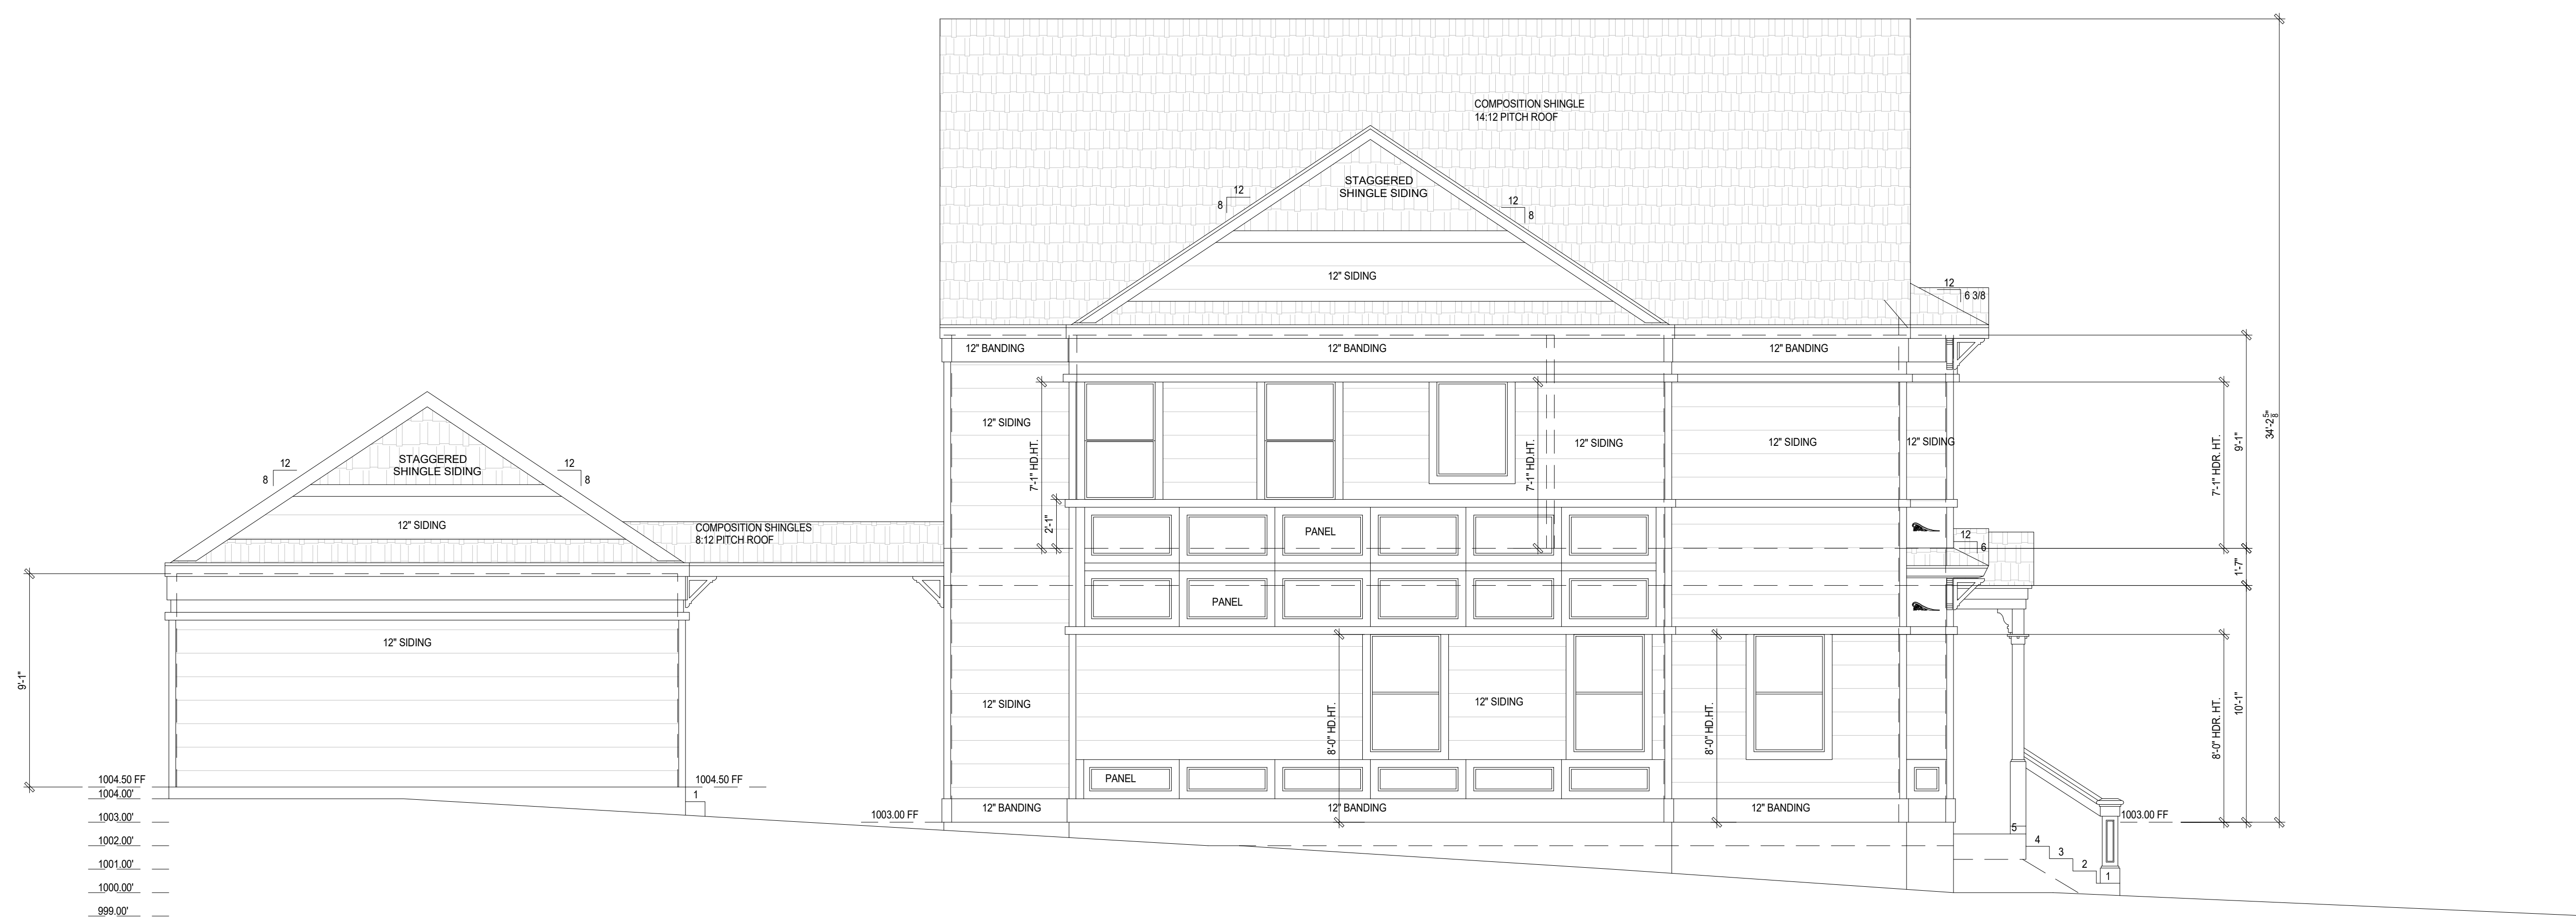 COMPOSITION SHINGLE
14:12 PITCH ROOF
STAGGERED
SHINGLE SIDING
12
8
12
8
12" SIDING
12
6 3/8
12" BANDING
12" BANDING
12" BANDING
34'-2 5/8"
9'-1"
7'-1" HDR. HT.
12" SIDING
7'-1" HD.HT.
7'-1" HD.HT.
12" SIDING
12" SIDING
12" SIDING
2'-1"
STAGGERED
SHINGLE SIDING
12
8
12
8
12" SIDING
COMPOSITION SHINGLES
8:12 PITCH ROOF
PANEL
12
6
1'-7"
PANEL
12" SIDING
9'-1"
12" SIDING
12" SIDING
8'-0" HD.HT.
8'-0" HD.HT.
8'-0" HDR. HT.
10'-1"
PANEL
1004.50 FF
1004.50 FF
1004.00'
1
12" BANDING
12" BANDING
12" BANDING
1003.00'
1003.00 FF
1003.00 FF
1002.00'
1001.00'
1000.00'
999.00'
5
4
3
2
1